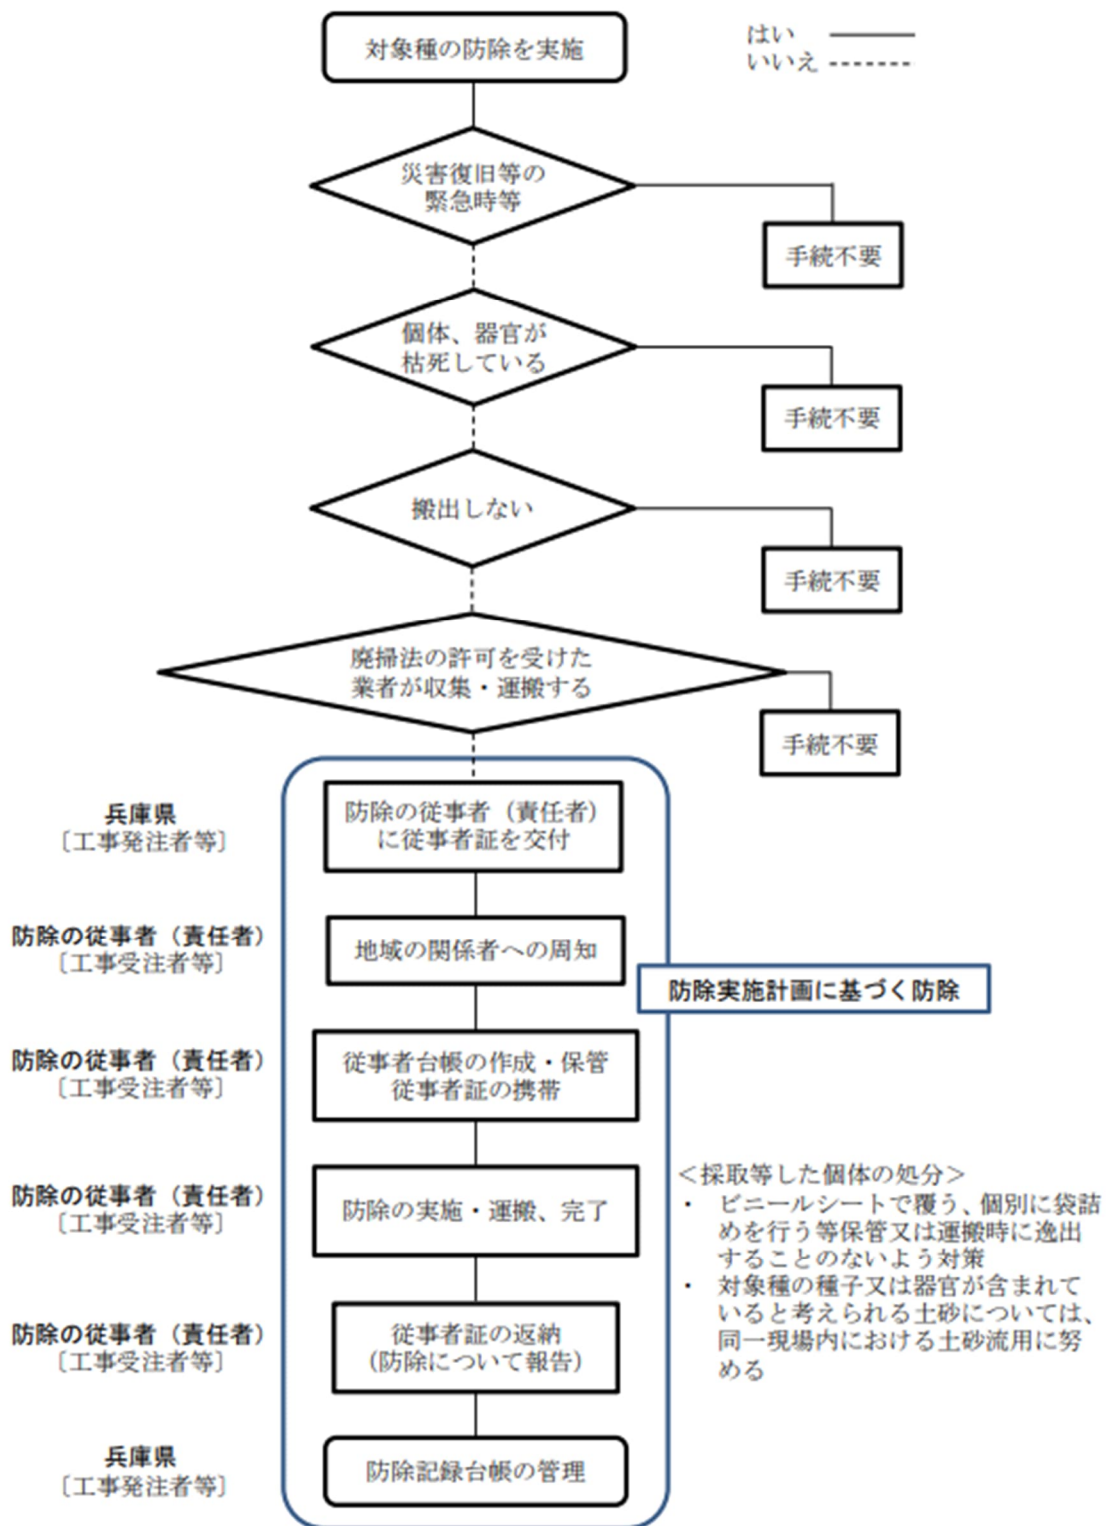 対象種の防除を実施
はい
いいえ
災害復旧等の
緊急時等
手続不要
個体、器官が
枯死している
手続不要
搬出しない
手続不要
廃掃法の許可を受けた
業者が収集・運搬する
手続不要
兵庫県
〔工事発注者等〕
防除の従事者（責任者）
に従事者証を交付
防除の従事者（責任者）
〔工事受注者等〕
地域の関係者への周知
防除実施計画に基づく防除
防除の従事者（責任者）
〔工事受注者等〕
従事者台帳の作成・保管
従事者証の携帯
防除の従事者（責任者）
〔工事受注者等〕
防除の実施・運搬、完了
＜採取等した個体の処分＞
・ ビニールシートで覆う、個別に袋詰
めを行う等保管又は運搬時に逸出
することのないよう対策
・ 対象種の種子又は器官が含まれて
いると考えられる土砂については、
同一現場内における土砂流用に努
める
防除の従事者（責任者）
〔工事受注者等〕
従事者証の返納
（防除について報告）
兵庫県
〔工事発注者等〕
防除記録台帳の管理